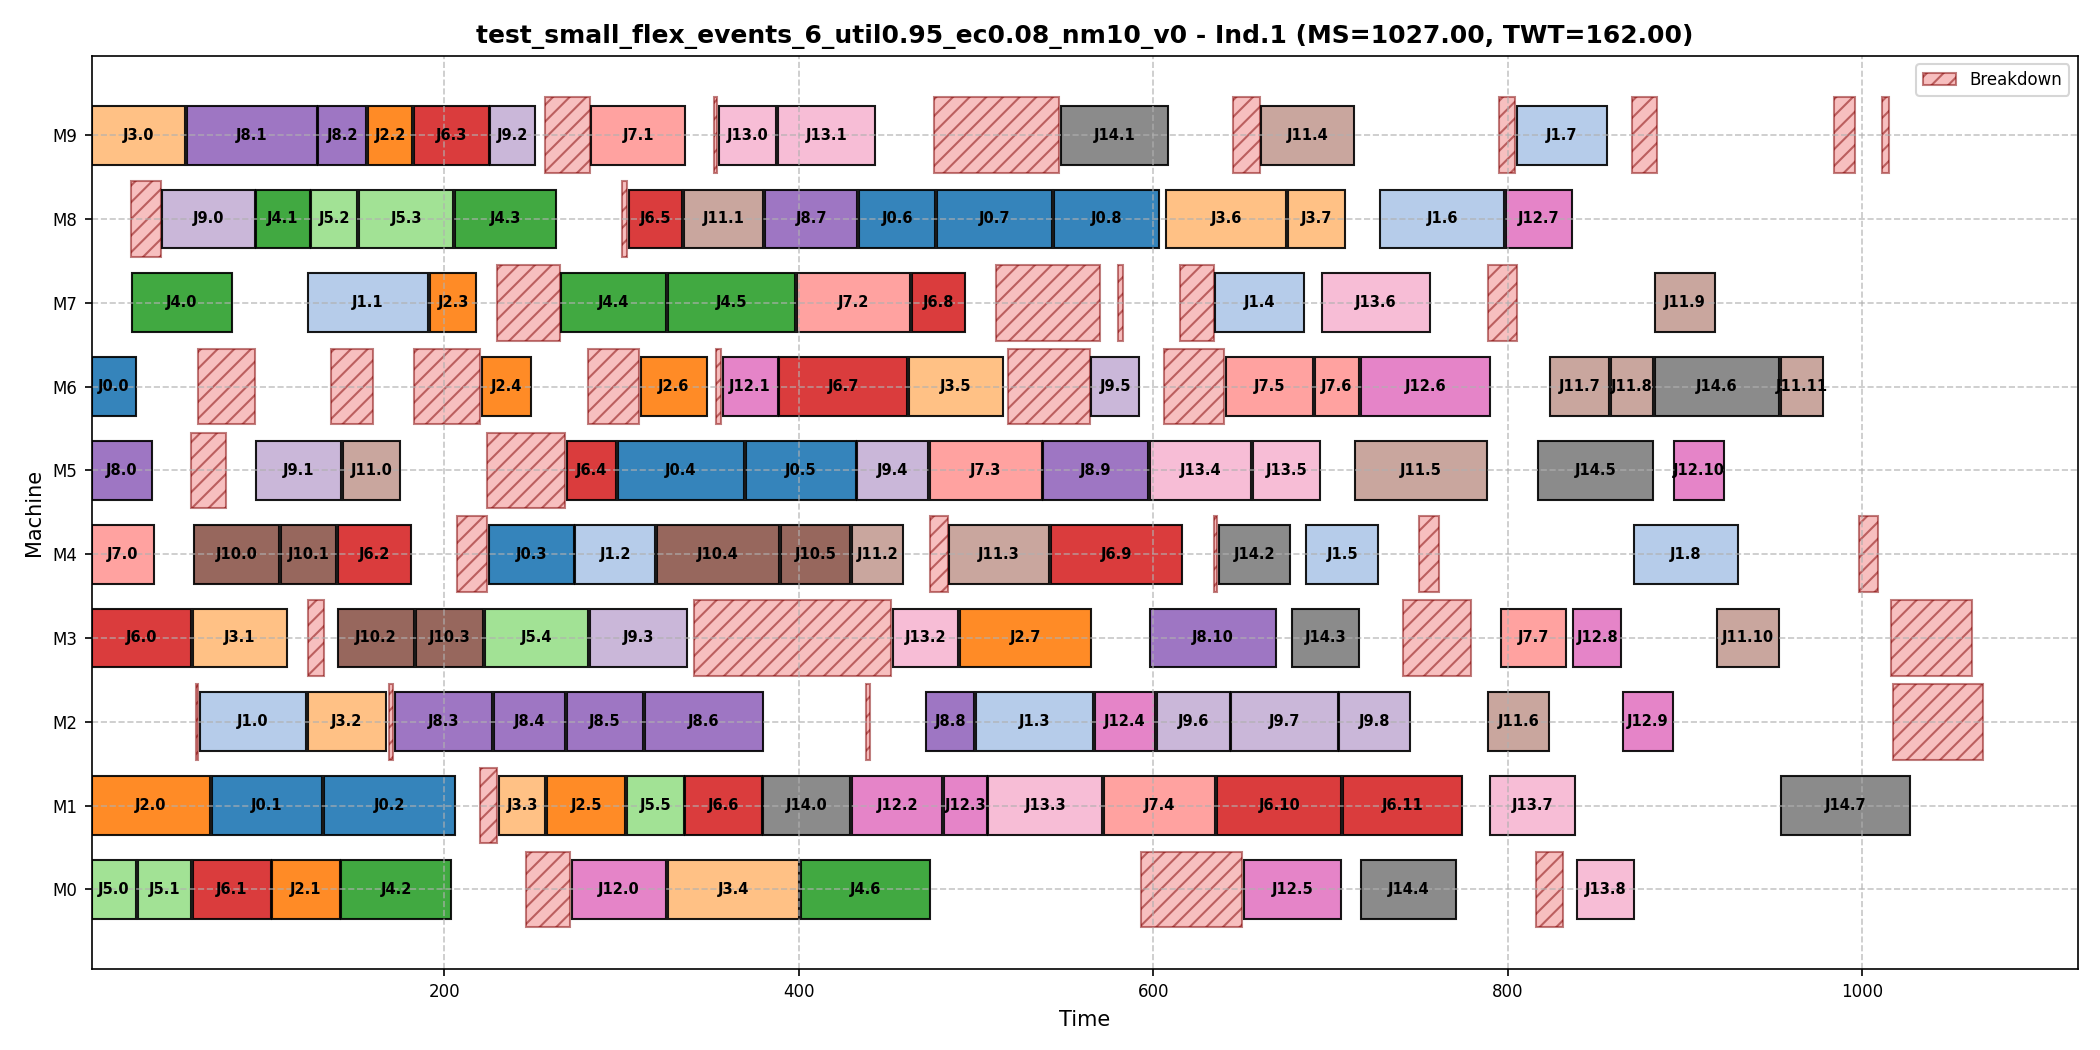 test_small_flex_events_6_util0.95_ec0.08_nm10_v0 - Ind.1 (MS=1027.00, TWT=162.00)
Breakdown
M9 J3.0 J8.1 J8.2 J2.2 J6.3 J9.2 J7.1 J13.0 J13.1 J14.1 J11.4 J1.7
M8 J9.0 J4.1 J5.2 J5.3 J4.3 J6.5 J11.1 J8.7 J0.6 J0.7 J0.8 J3.6 J3.7 J1.6 J12.7
M7 J4.0 J1.1 J2.3 J4.4 J4.5 J7.2 J6.8 J1.4 J13.6 J11.9
M6 J0.0 J2.4 J2.6 J12.1 J6.7 J3.5 J9.5 J7.5 J7.6 J12.6 J11.7 J11.8 J14.6 J11.11
M5 J8.0 J9.1 J11.0 J6.4 J0.4 J0.5 J9.4 J7.3 J8.9 J13.4 J13.5 J11.5 J14.5 J12.10
M4 J7.0 J10.0 J10.1 J6.2 J0.3 J1.2 J10.4 J10.5 J11.2 J11.3 J6.9 J14.2 J1.5 J1.8
M3 J6.0 J3.1 J10.2 J10.3 J5.4 J9.3 J13.2 J2.7 J8.10 J14.3 J7.7 J12.8 J11.10
M2 J1.0 J3.2 J8.3 J8.4 J8.5 J8.6 J8.8 J1.3 J12.4 J9.6 J9.7 J9.8 J11.6 J12.9
M1 J2.0 J0.1 J0.2 J3.3 J2.5 J5.5 J6.6 J14.0 J12.2 J12.3 J13.3 J7.4 J6.10 J6.11 J13.7 J14.7
M0 J5.0 J5.1 J6.1 J2.1 J4.2 J12.0 J3.4 J4.6 J12.5 J14.4 J13.8
Machine
200 400 600 800 1000
Time